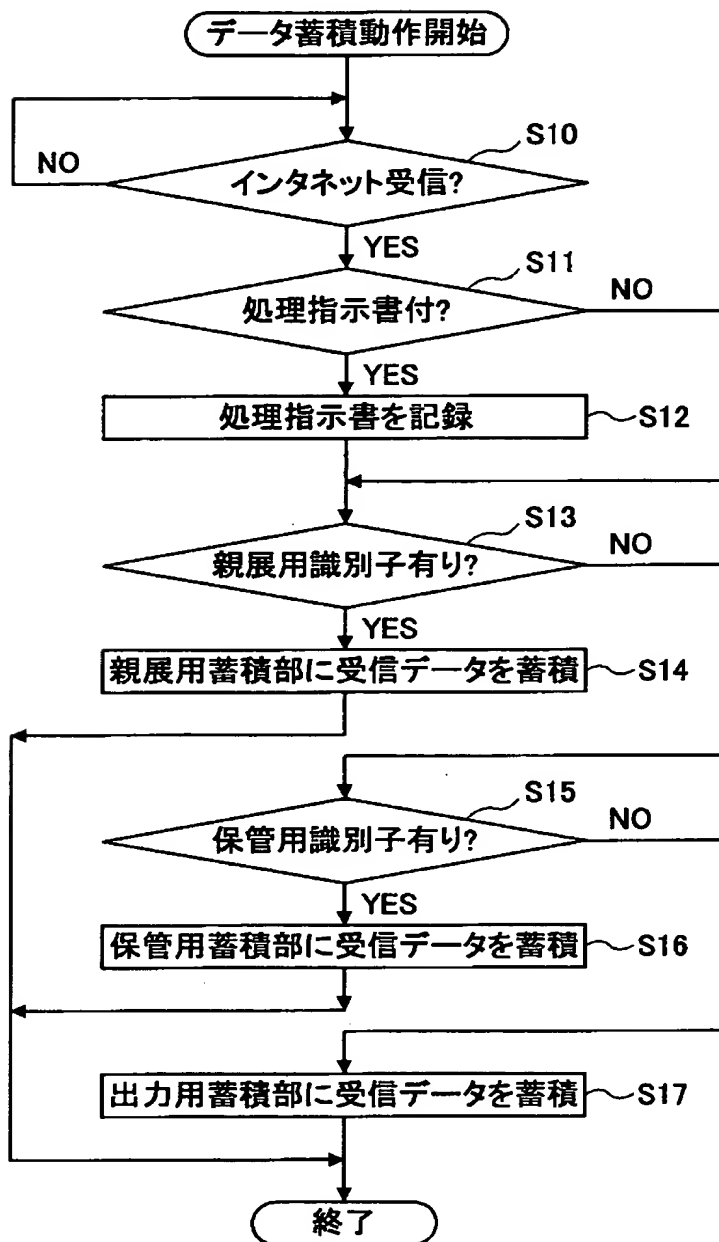 データ蓄積動作開始
S10
NO
インタネット受信?
YES
S11
NO
処理指示書付?
YES
処理指示書を記録
S12
S13
NO
親展用識別子有り?
YES
親展用蓄積部に受信データを蓄積
S14
S15
NO
保管用識別子有り?
YES
保管用蓄積部に受信データを蓄積
S16
出力用蓄積部に受信データを蓄積
S17
終了